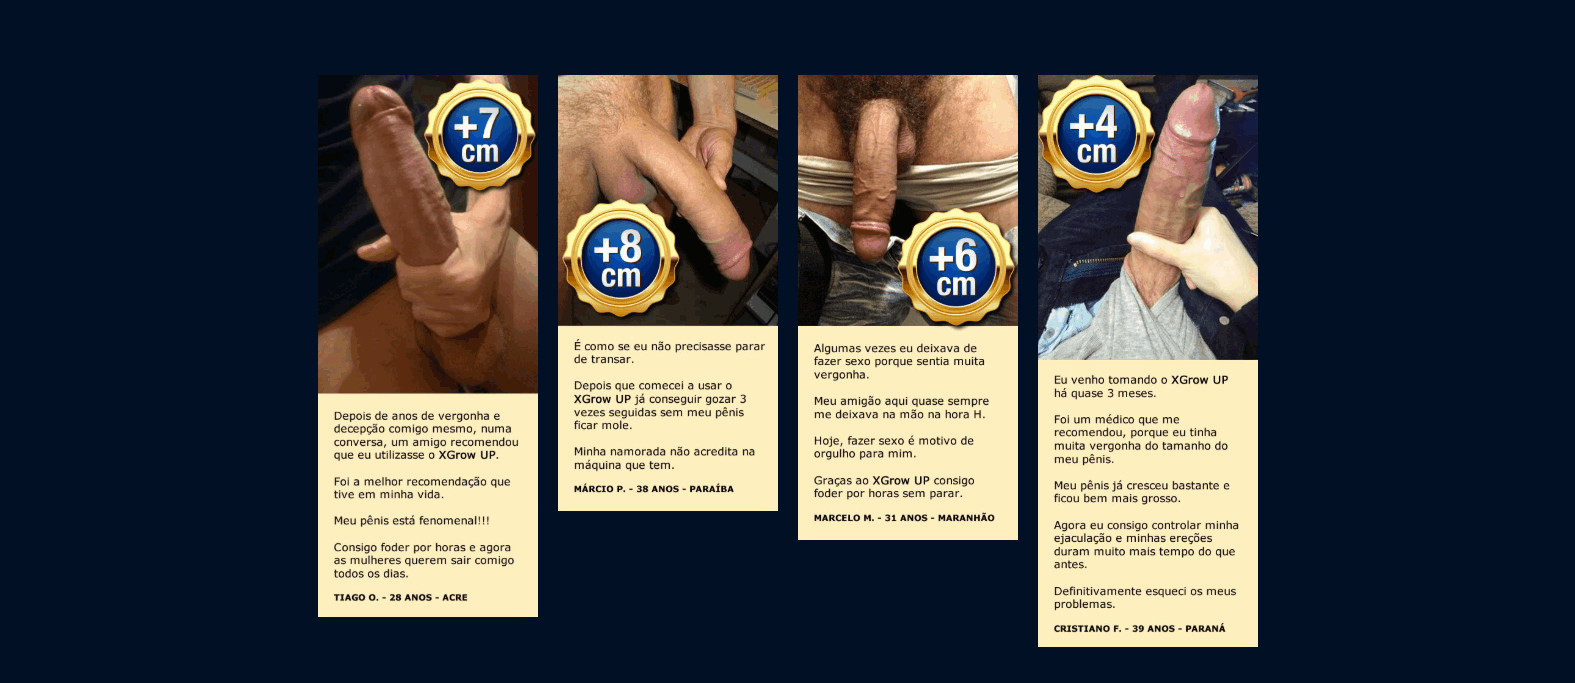 +7
cm
Depois de anos de vergonha e
decepção comigo mesmo, numa
conversa, um amigo recomendou
que eu utilizasse o XGrow UP.
Foi a melhor recomendação que
tive em minha vida.
Meu pênis está fenomenal!!!
Consigo foder por horas e agora
as mulheres querem sair comigo
todos os dias.
TIAGO O. - 28 ANOS - ACRE
+8
cm
É como se eu não precisasse parar
de transar.
Depois que comecei a usar o
XGrow UP já conseguir gozar 3
vezes seguidas sem meu pênis
ficar mole.
Minha namorada não acredita na
máquina que tem.
MÁRCIO P. - 38 ANOS - PARAÍBA
+6
cm
Algumas vezes eu deixava de
fazer sexo porque sentia muita
vergonha.
Meu amigão aqui quase sempre
me deixava na mão na hora H.
Hoje, fazer sexo é motivo de
orgulho para mim.
Graças ao XGrow UP consigo
foder por horas sem parar.
MARCELO M. - 31 ANOS - MARANHÃO
+4
cm
Eu venho tomando o XGrow UP
há quase 3 meses.
Foi um médico que me
recomendou, porque eu tinha
muita vergonha do tamanho do
meu pênis.
Meu pênis já cresceu bastante e
ficou bem mais grosso.
Agora eu consigo controlar minha
ejaculação e minhas ereções
duram muito mais tempo do que
antes.
Definitivamente esqueci os meus
problemas.
CRISTIANO F. - 39 ANOS - PARANÁ